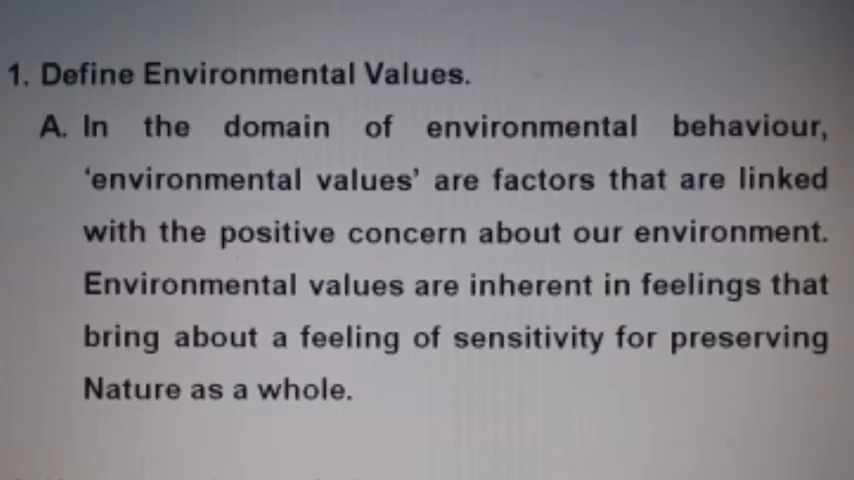 1. Define Environmental Values.
A. In the domain of environmental behaviour,
'environmental values' are factors that are linked
with the positive concern about our environment.
Environmental values are inherent in feelings that
bring about a feeling of sensitivity for preserving
Nature as a whole.